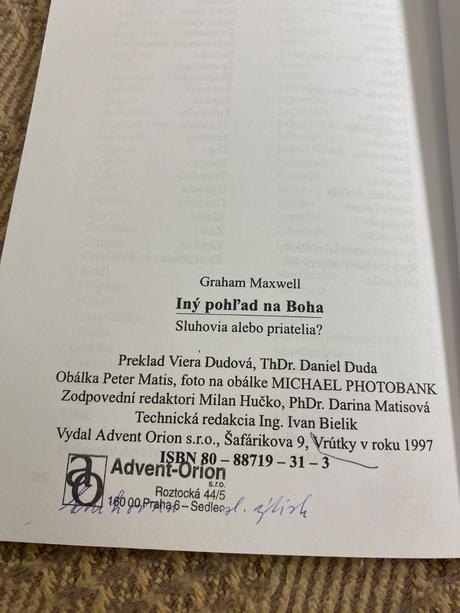 Graham Maxwell
Iný pohľad na Boha
Sluhovia alebo priatelia?
Preklad Viera Dudová, ThDr. Daniel Duda
Obálka Peter Matis, foto na obálke MICHAEL PHOTOBANK
Zodpovední redaktori Milan Hučko, PhDr. Darina Matisová
Technická redakcia Ing. Ivan Bielik
Vydal Advent Orion s.r.o., Šafárikova 9, Vrútky v roku 1997
ISBN 80 – 88719 – 31 – 3
ao Advent-Orion
s.r.o.
Roztocká 44/5
160 00 Praha 6 – Sedlec